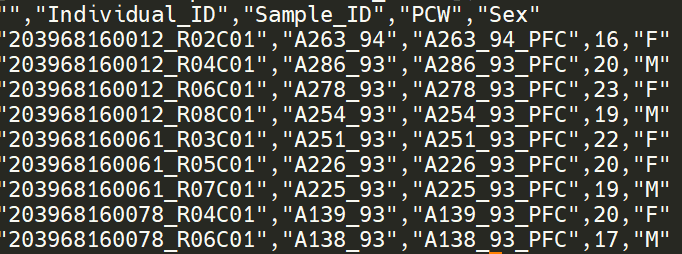 "","Individual_ID","Sample_ID","PCW","Sex"
"203968160012_R02C01","A263_94","A263_94_PFC",16,"F"
"203968160012_R04C01","A286_93","A286_93_PFC",20,"M"
"203968160012_R06C01","A278_93","A278_93_PFC",23,"F"
"203968160012_R08C01","A254_93","A254_93_PFC",19,"M"
"203968160061_R03C01","A251_93","A251_93_PFC",22,"F"
"203968160061_R05C01","A226_93","A226_93_PFC",20,"F"
"203968160061_R07C01","A225_93","A225_93_PFC",19,"M"
"203968160078_R04C01","A139_93","A139_93_PFC",20,"F"
"203968160078_R06C01","A138_93","A138_93_PFC",17,"M"